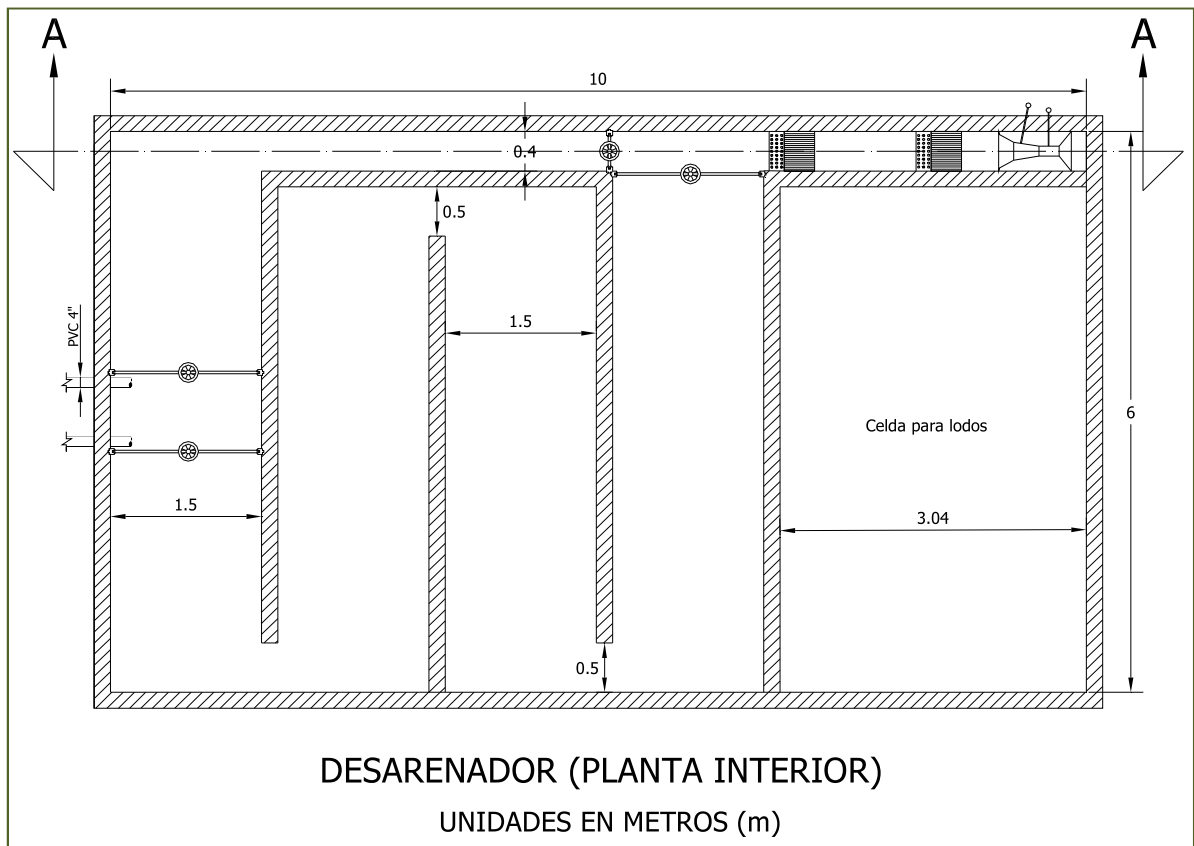 A
A
10
0.4
0.5
PVC 4"
1.5
6
Celda para lodos
1.5
3.04
0.5
DESARENADOR (PLANTA INTERIOR)
UNIDADES EN METROS (m)